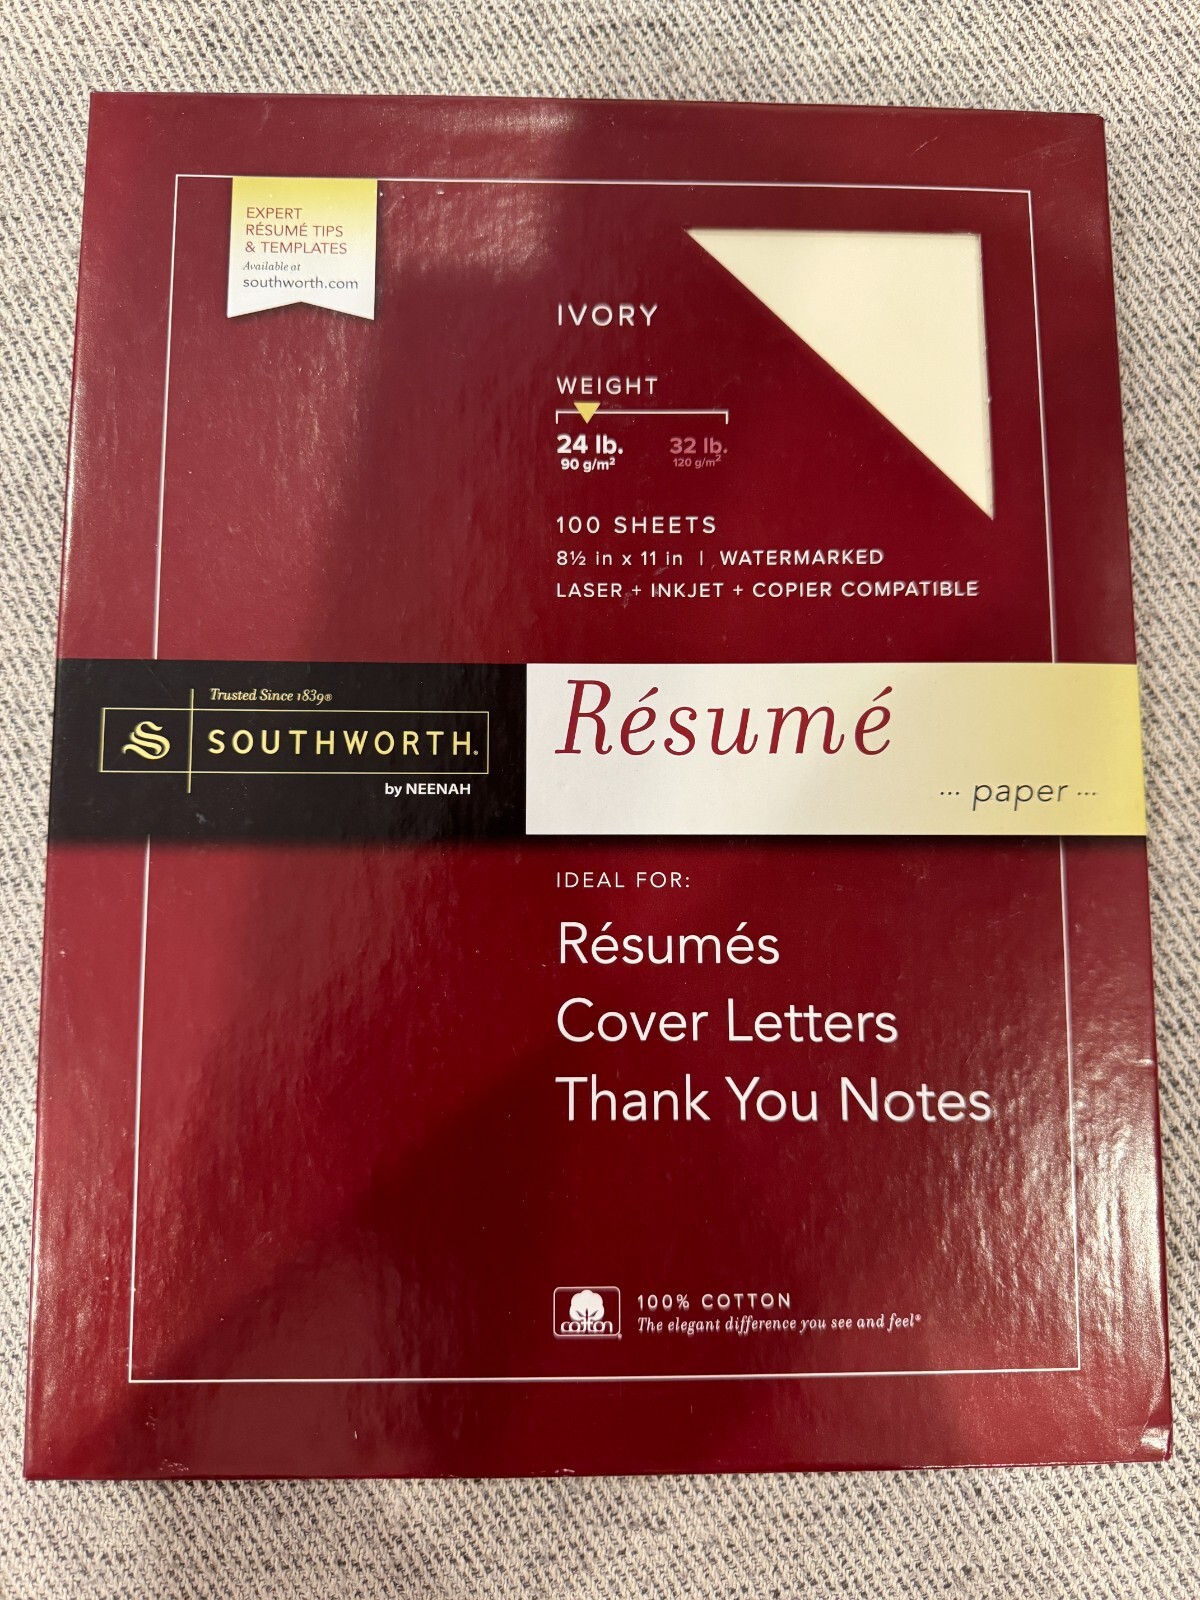 EXPERT
RÉSUMÉ TIPS
& TEMPLATES
Available at
southworth.com
IVORY
WEIGHT
24 lb. 32 lb.
90 g/m² 120 g/m²
100 SHEETS
8½ in x 11 in | WATERMARKED
LASER + INKJET + COPIER COMPATIBLE
Trusted Since 1839®
S SOUTHWORTH®
by NEENAH
Résumé
... paper ...
IDEAL FOR:
Résumés
Cover Letters
Thank You Notes
cotton
100% COTTON
The elegant difference you see and feel®